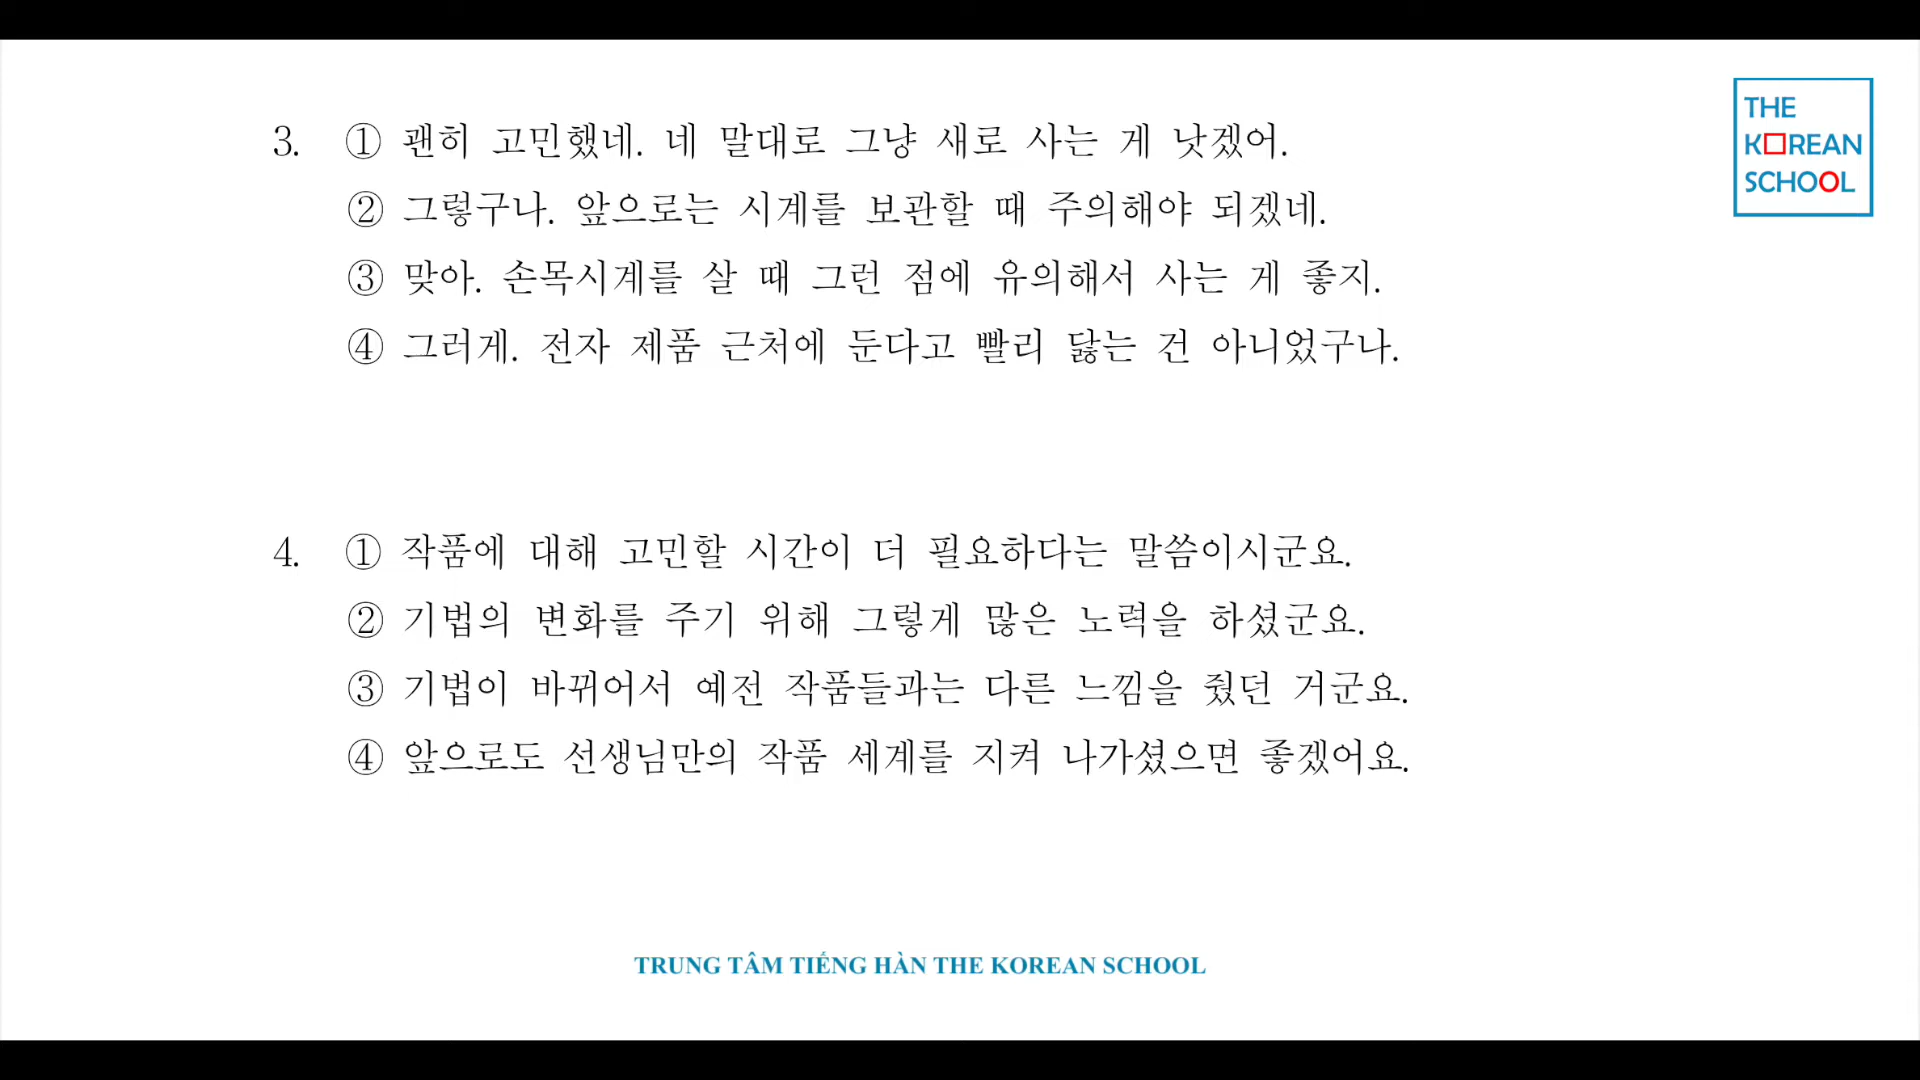 THE
KOREAN
SCHOOL
3. ① 괜히 고민했네. 네 말대로 그냥 새로 사는 게 낫겠어.
② 그렇구나. 앞으로는 시계를 보관할 때 주의해야 되겠네.
③ 맞아. 손목시계를 살 때 그런 점에 유의해서 사는 게 좋지.
④ 그러게. 전자 제품 근처에 둔다고 빨리 닳는 건 아니었구나.
4. ① 작품에 대해 고민할 시간이 더 필요하다는 말씀이시군요.
② 기법의 변화를 주기 위해 그렇게 많은 노력을 하셨군요.
③ 기법이 바뀌어서 예전 작품들과는 다른 느낌을 줬던 거군요.
④ 앞으로도 선생님만의 작품 세계를 지켜 나가셨으면 좋겠어요.
TRUNG TÂM TIẾNG HÀN THE KOREAN SCHOOL